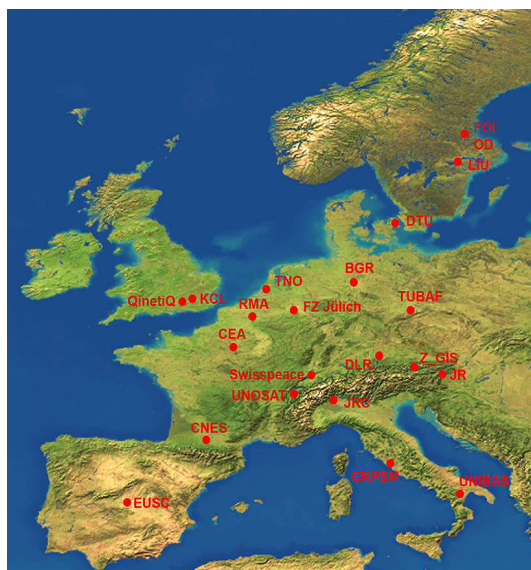 FOI
OD
LIU
DTU
BGR
TNO
QinetiQ
KCL
RMA
FZ Jülich
TUBAF
CEA
DLR
Z_GIS
Swisspeace
JR
UNOSAT
JRC
CNES
CRPSM
UNIBAS
EUSC